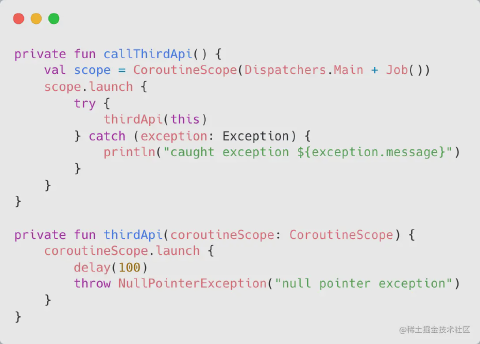 private fun callThirdApi() {
    val scope = CoroutineScope(Dispatchers.Main + Job())
    scope.launch {
        try {
            thirdApi(this)
        } catch (exception: Exception) {
            println("caught exception ${exception.message}")
        }
    }
}

private fun thirdApi(coroutineScope: CoroutineScope) {
    coroutineScope.launch {
        delay(100)
        throw NullPointerException("null pointer exception")
    }
}
@稀土掘金技术社区